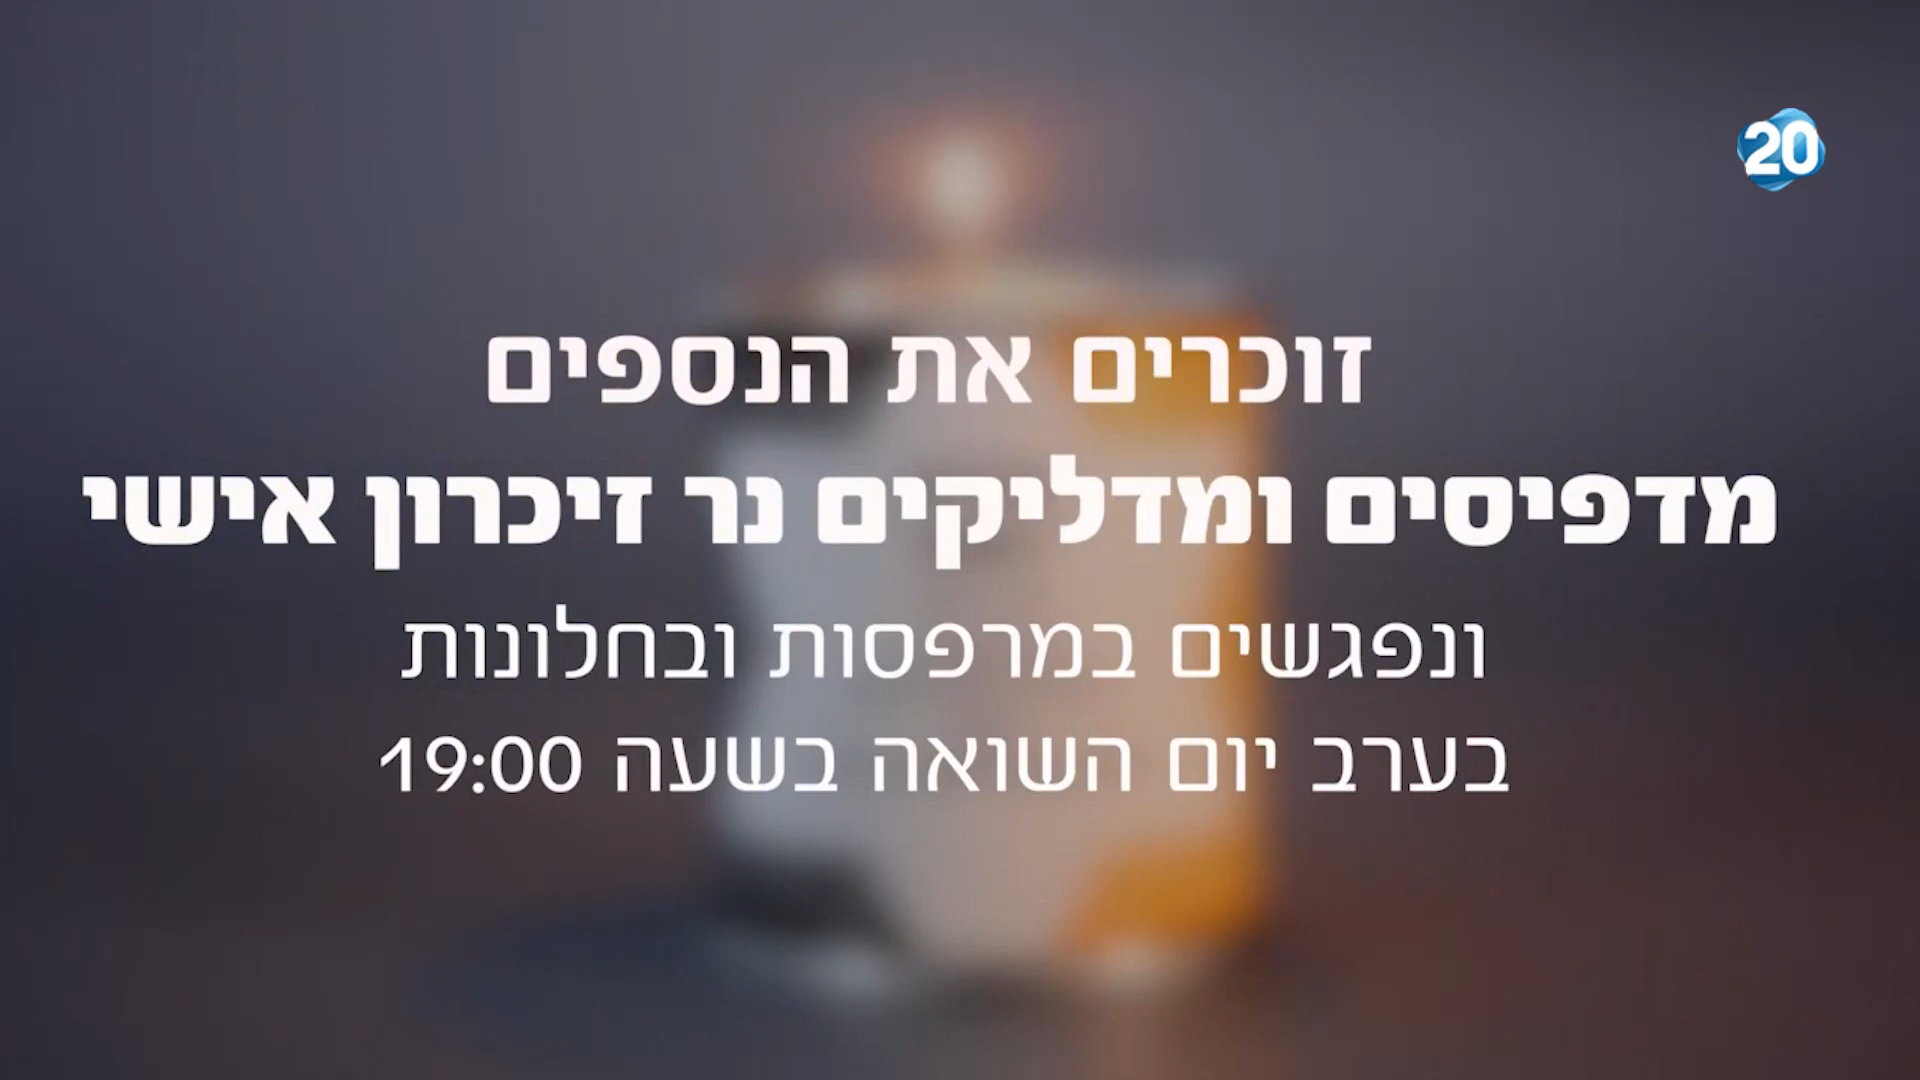 20
זוכרים את הנספים
מדפיסים ומדליקים נר זיכרון אישי
ונפגשים במרפסות ובחלונות
בערב יום השואה בשעה 19:00